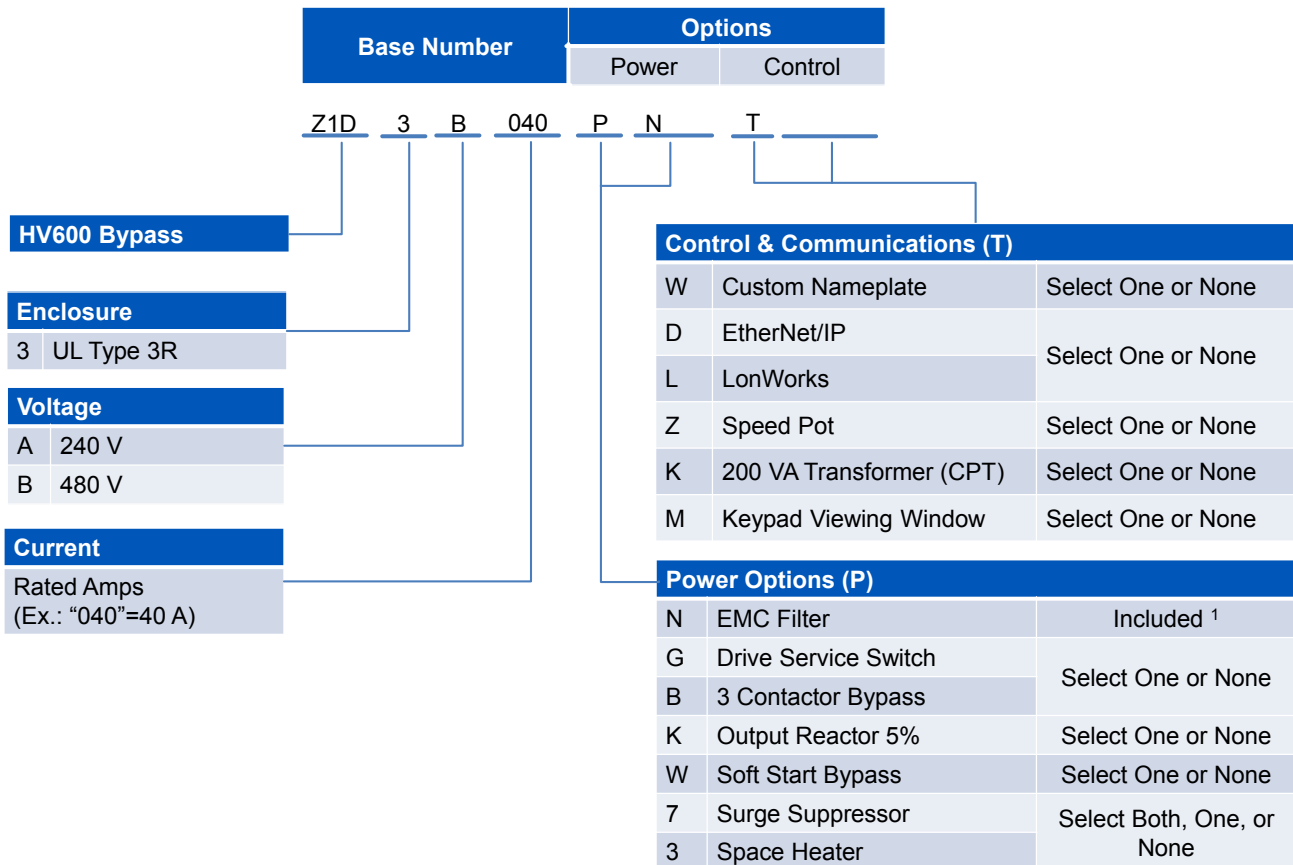 Base Number
Options
Power Control
Z1D 3 B 040 P N T
HV600 Bypass
Enclosure
3 UL Type 3R
Voltage
A 240 V
B 480 V
Current
Rated Amps
(Ex.: “040”=40 A)
Control & Communications (T)
W Custom Nameplate Select One or None
D EtherNet/IP
Select One or None
L LonWorks
Z Speed Pot Select One or None
K 200 VA Transformer (CPT) Select One or None
M Keypad Viewing Window Select One or None
Power Options (P)
N EMC Filter Included 1
G Drive Service Switch
Select One or None
B 3 Contactor Bypass
K Output Reactor 5% Select One or None
W Soft Start Bypass Select One or None
7 Surge Suppressor
Select Both, One, or
None
3 Space Heater